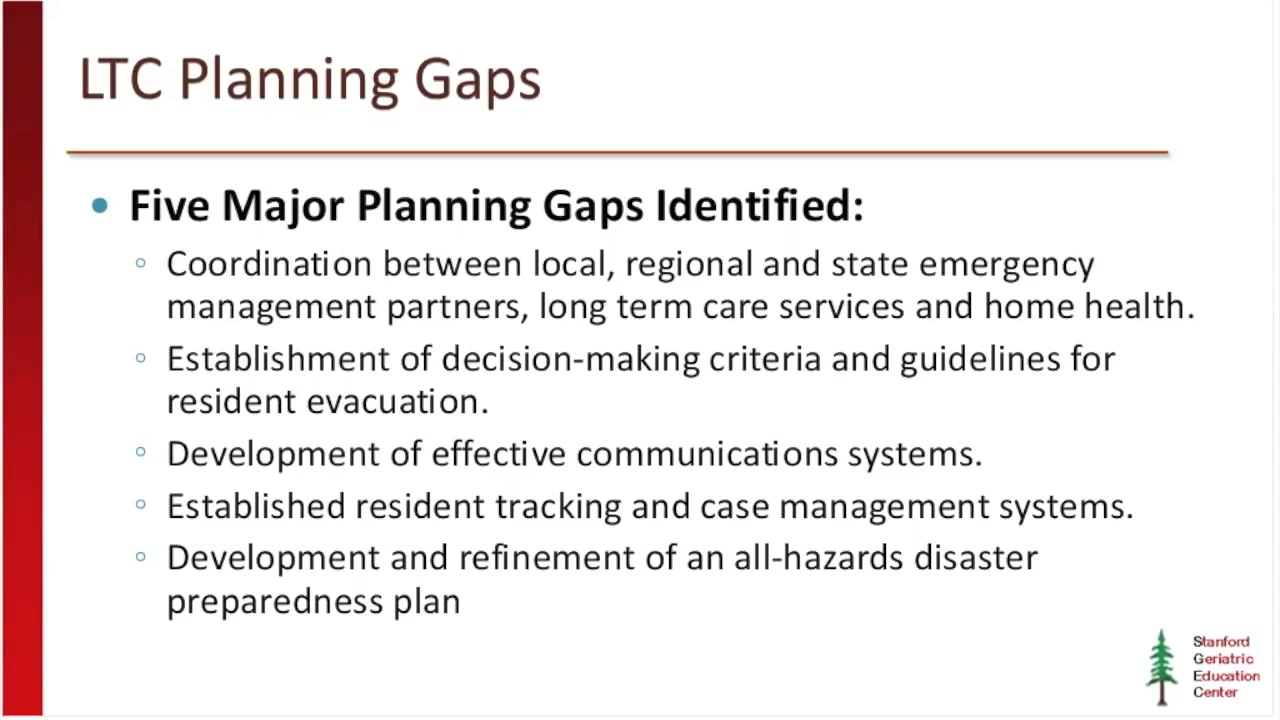 LTC Planning Gaps
• Five Major Planning Gaps Identified:
◦ Coordination between local, regional and state emergency
management partners, long term care services and home health.
◦ Establishment of decision-making criteria and guidelines for
resident evacuation.
◦ Development of effective communications systems.
◦ Established resident tracking and case management systems.
◦ Development and refinement of an all-hazards disaster
preparedness plan
Stanford
Geriatric
Education
Center